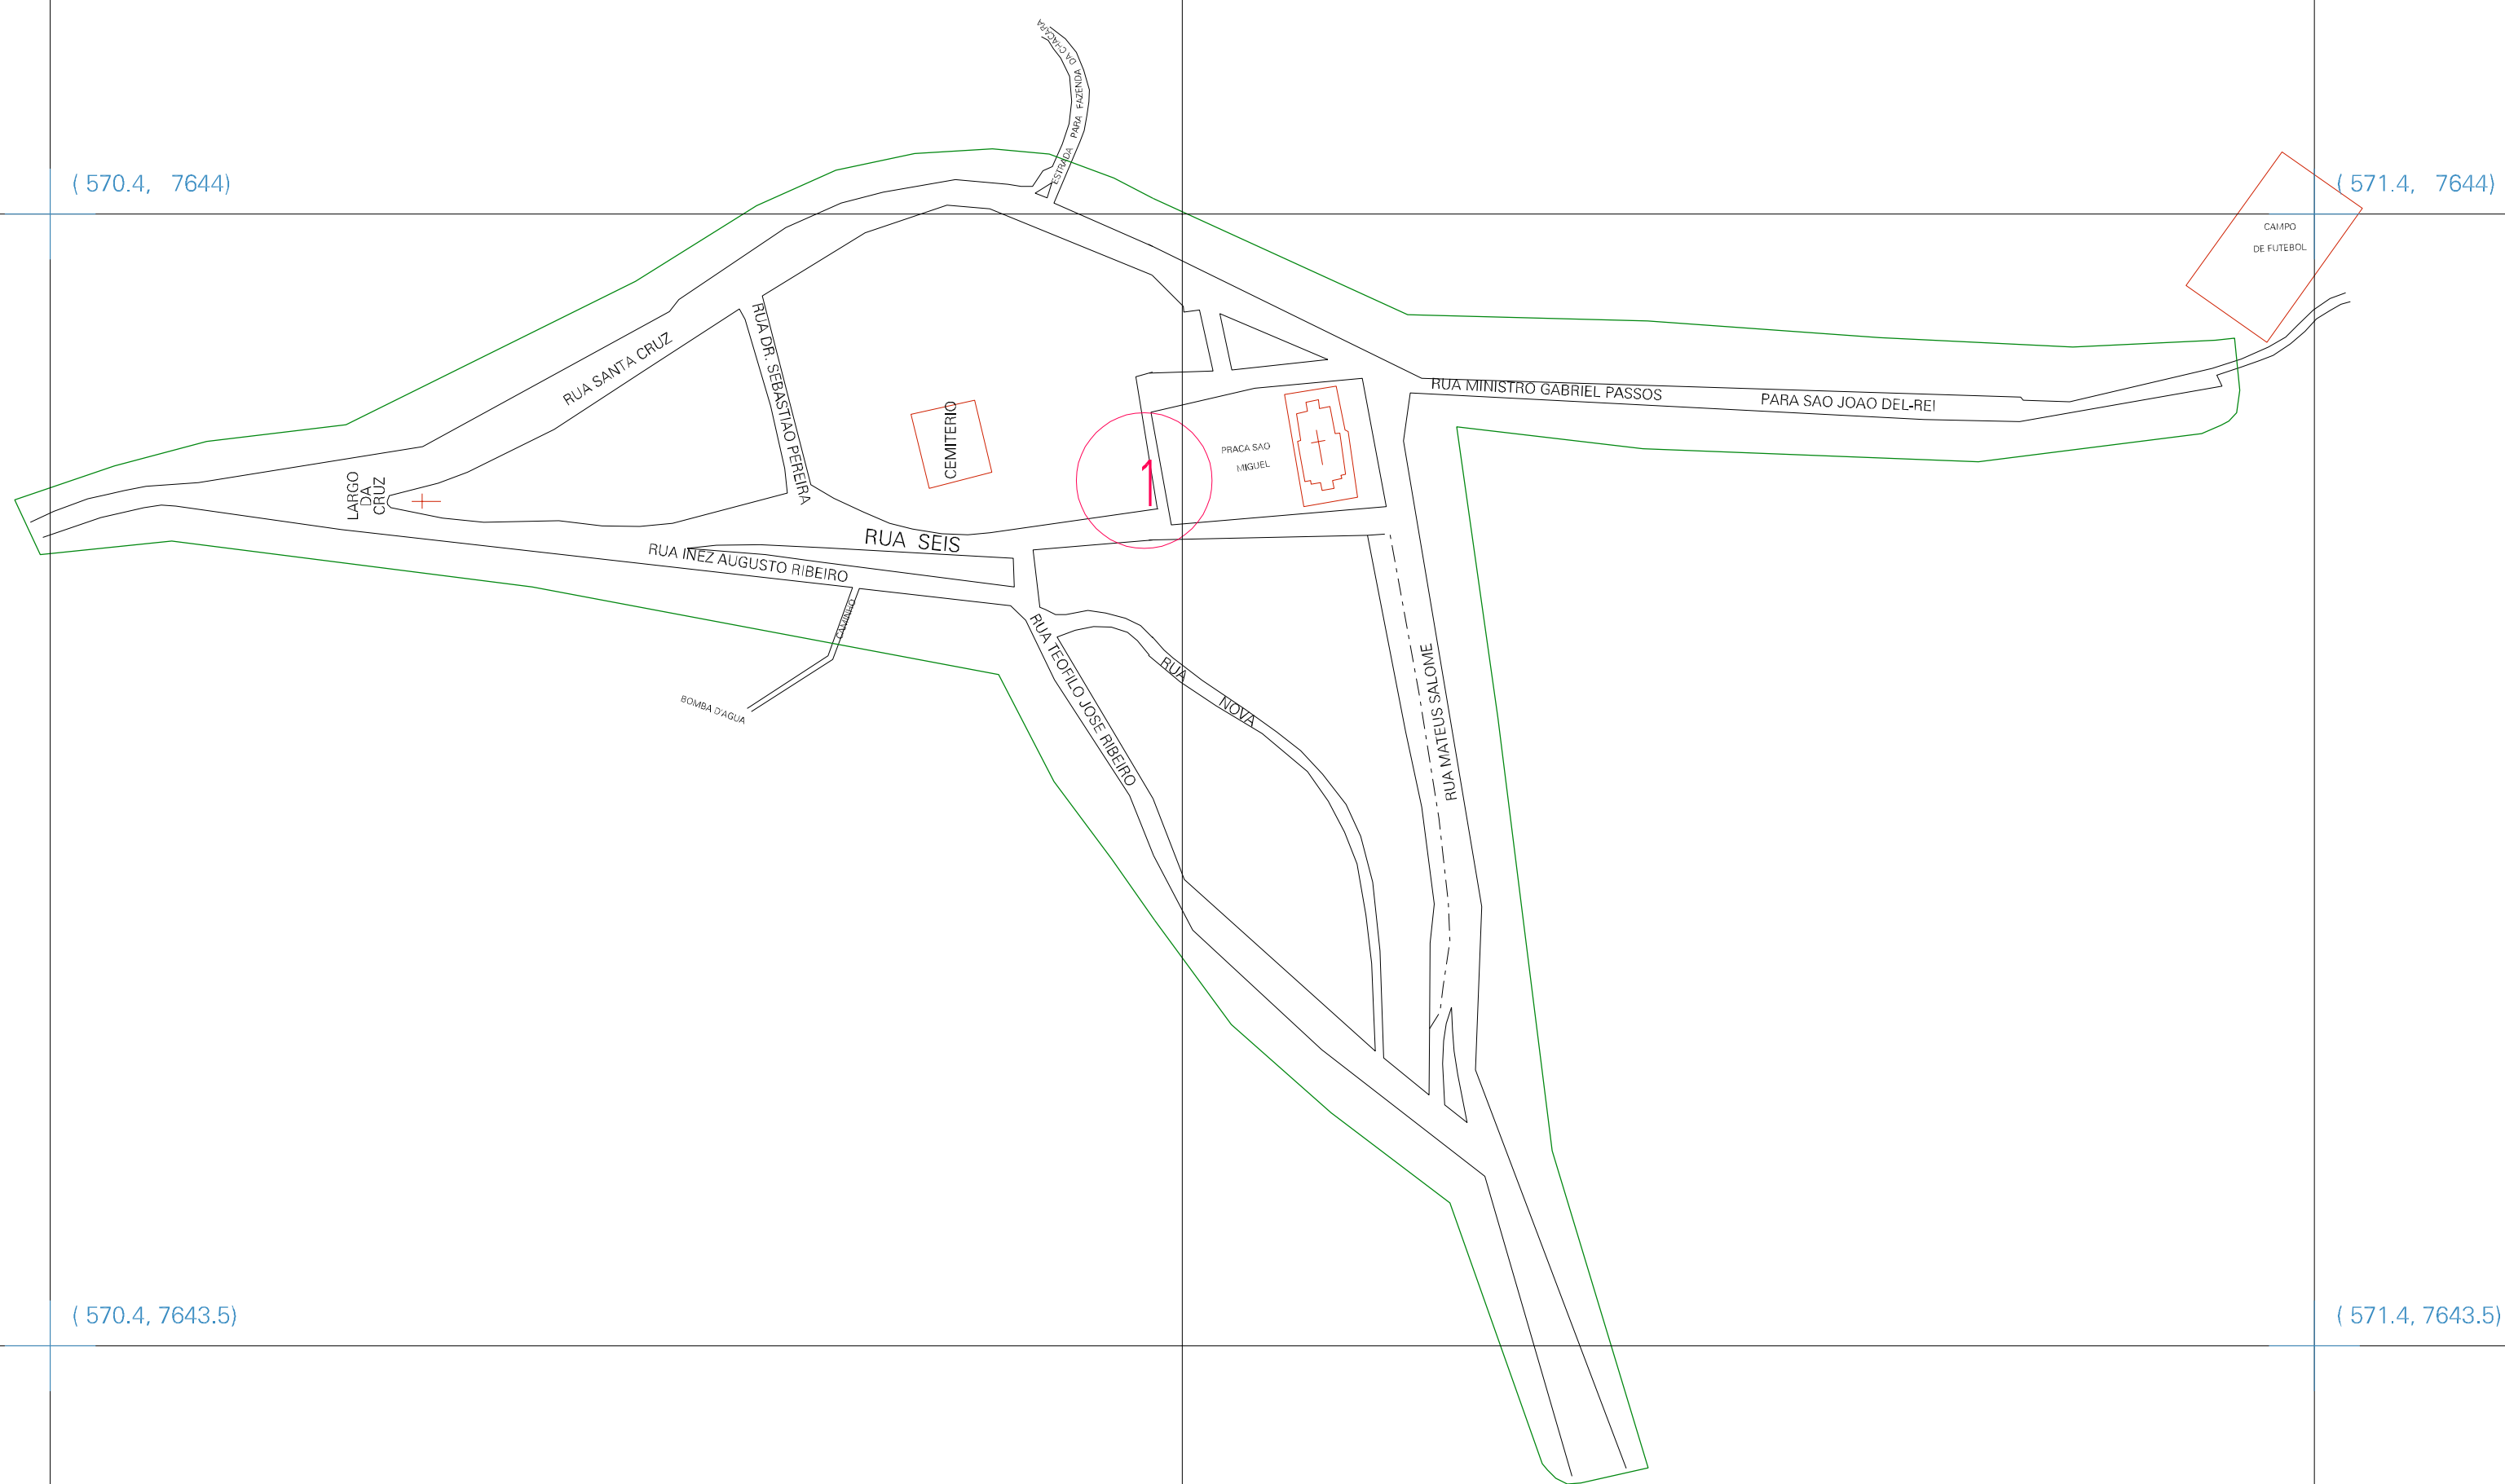 ESTRADA PARA FAZENDA DA CHACARA
( 570.4, 7644)
( 571.4, 7644)
CAMPO
DE FUTEBOL
RUA SANTA CRUZ
RUA DR. SEBASTIAO PEREIRA
RUA MINISTRO GABRIEL PASSOS
PARA SAO JOAO DEL-REI
CEMITERIO
PRACA SAO
MIGUEL
1
LARGO
DA
CRUZ
RUA SEIS
RUA INEZ AUGUSTO RIBEIRO
CAMINHO
BOMBA D'AGUA
RUA TEOFILO JOSE RIBEIRO
RUA NOVA
RUA MATEUS SALOME
( 570.4, 7643.5)
( 571.4, 7643.5)